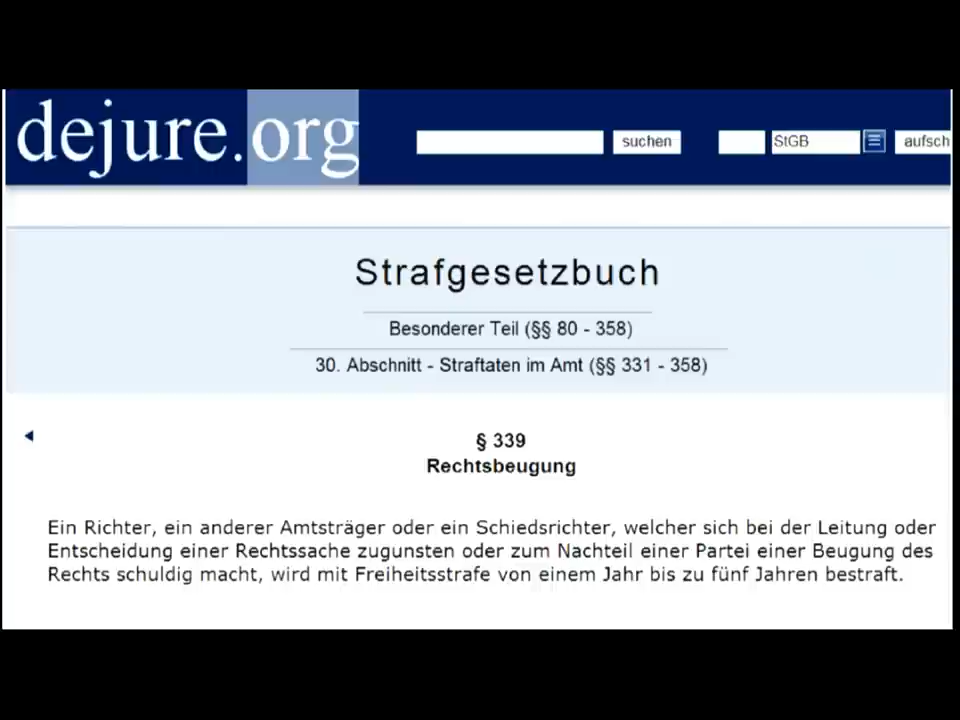 dejure.org
suchen
StGB
aufsch
Strafgesetzbuch
Besonderer Teil (§§ 80 - 358)
30. Abschnitt - Straftaten im Amt (§§ 331 - 358)
§ 339
Rechtsbeugung
Ein Richter, ein anderer Amtsträger oder ein Schiedsrichter, welcher sich bei der Leitung oder
Entscheidung einer Rechtssache zugunsten oder zum Nachteil einer Partei einer Beugung des
Rechts schuldig macht, wird mit Freiheitsstrafe von einem Jahr bis zu fünf Jahren bestraft.